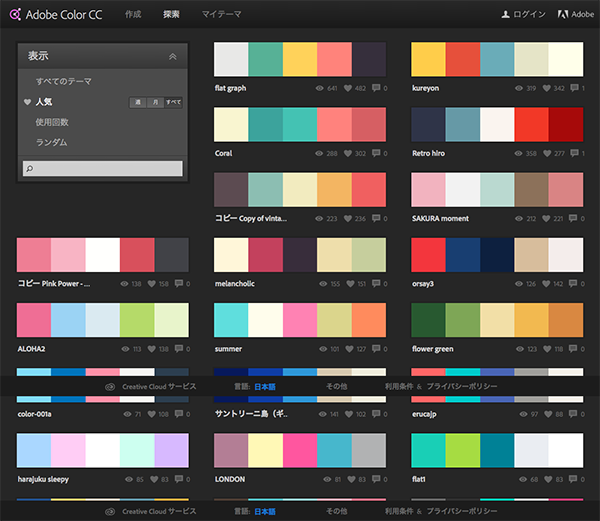 Adobe Color CC 作成 探索 マイテーマ ログイン Adobe
表示
すべてのテーマ
人気 週 月 すべて
使用回数
ランダム
flat graph 641 482 0
kureyon 319 342 1
Coral 288 302 0
Retro hiro 358 277 1
コピー Copy of vinta... 223 236 0
SAKURA moment 212 221 0
コピー Pink Power - ... 138 158 0
melancholic 155 151 0
orsay3 126 142 0
ALOHA2 113 138 0
summer 101 127 0
flower green 123 118 0
Creative Cloud サービス 言語: 日本語 その他 利用条件 & プライバシーポリシー
color-001a 71 108 0
サントリーニ島（ギ... 141 102 0
erucajp 97 88 0
harajuku sleepy 85 83 0
LONDON 81 83 0
flat1 68 83 0
Creative Cloud サービス 言語: 日本語 その他 利用条件 & プライバシーポリシー